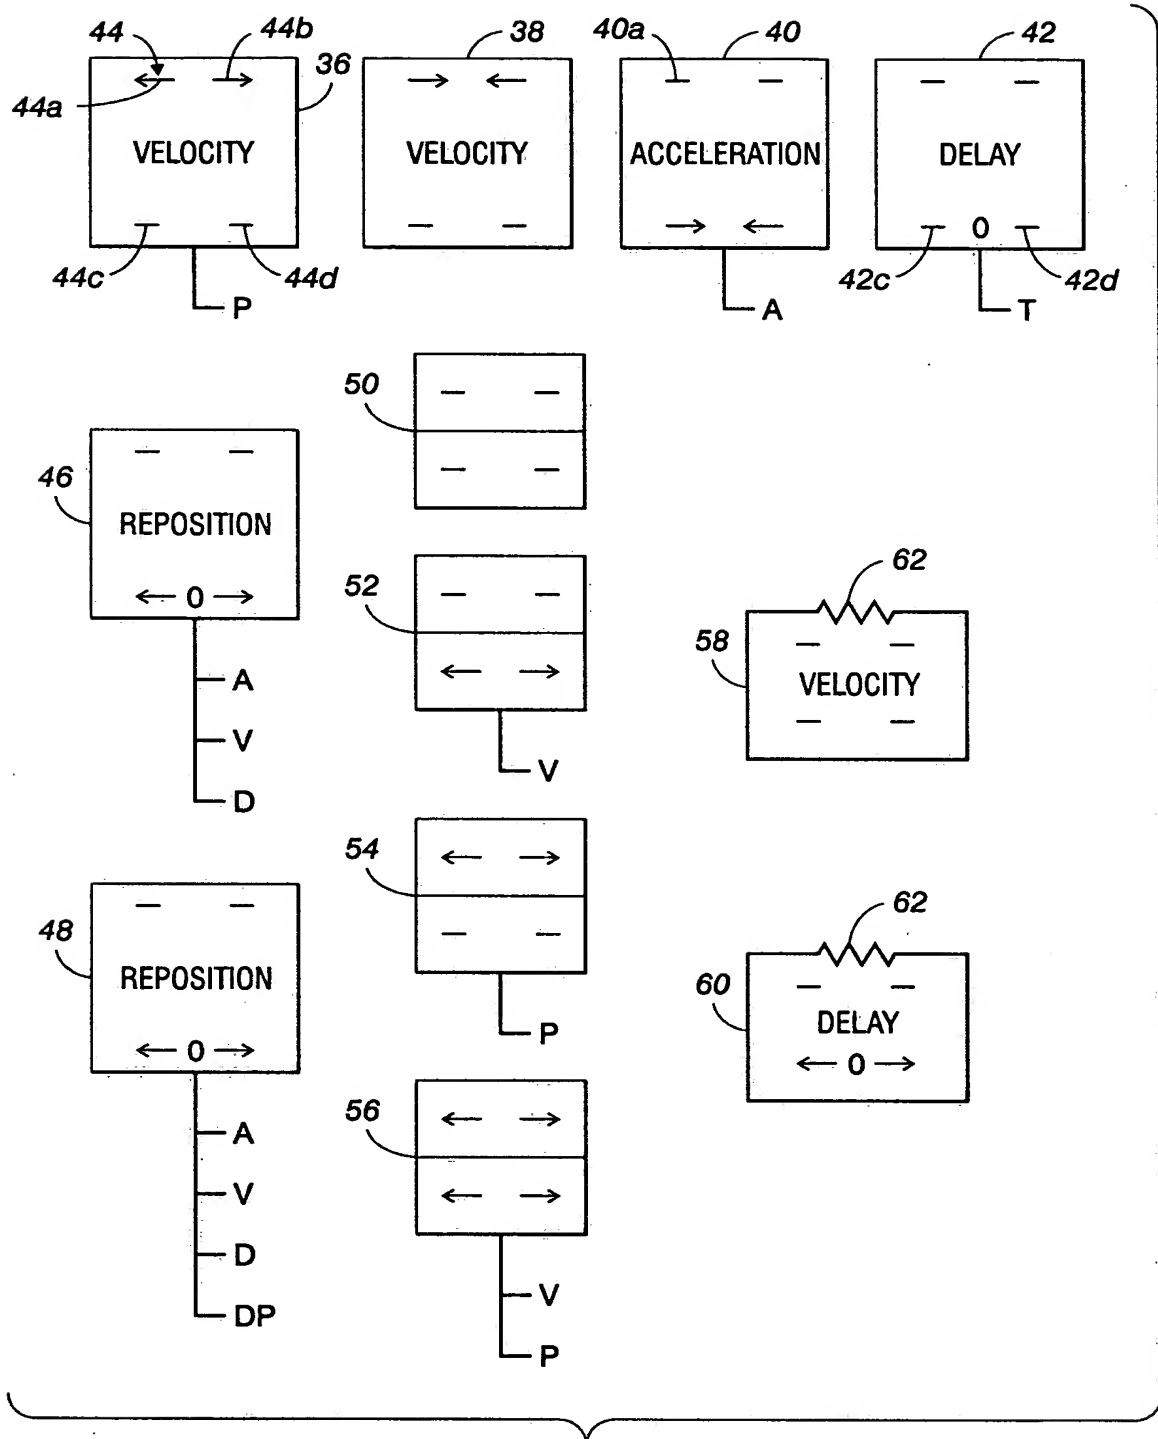 44 44b 38 40a 40 42
44a 36
VELOCITY VELOCITY ACCELERATION DELAY
0
44c 44d 42c 42d
P A T
50
46
REPOSITION
52 62
0
58
A VELOCITY
V
V
D
54
62
48
REPOSITION 60
DELAY
P
0 0
56
A
V
D
V
DP
P